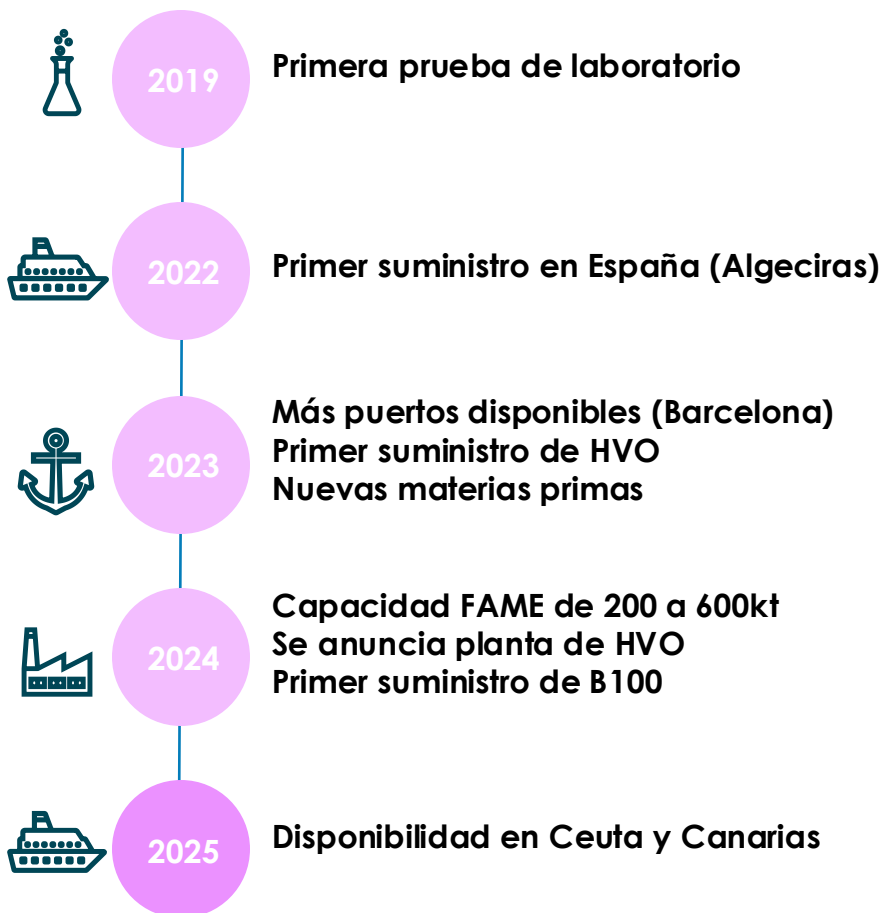 2019
Primera prueba de laboratorio
2022
Primer suministro en España (Algeciras)
2023
Más puertos disponibles (Barcelona)
Primer suministro de HVO
Nuevas materias primas
2024
Capacidad FAME de 200 a 600kt
Se anuncia planta de HVO
Primer suministro de B100
2025
Disponibilidad en Ceuta y Canarias